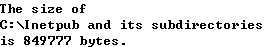 The size of
C:\Inetpub and its subdirectories
is 849777 bytes.